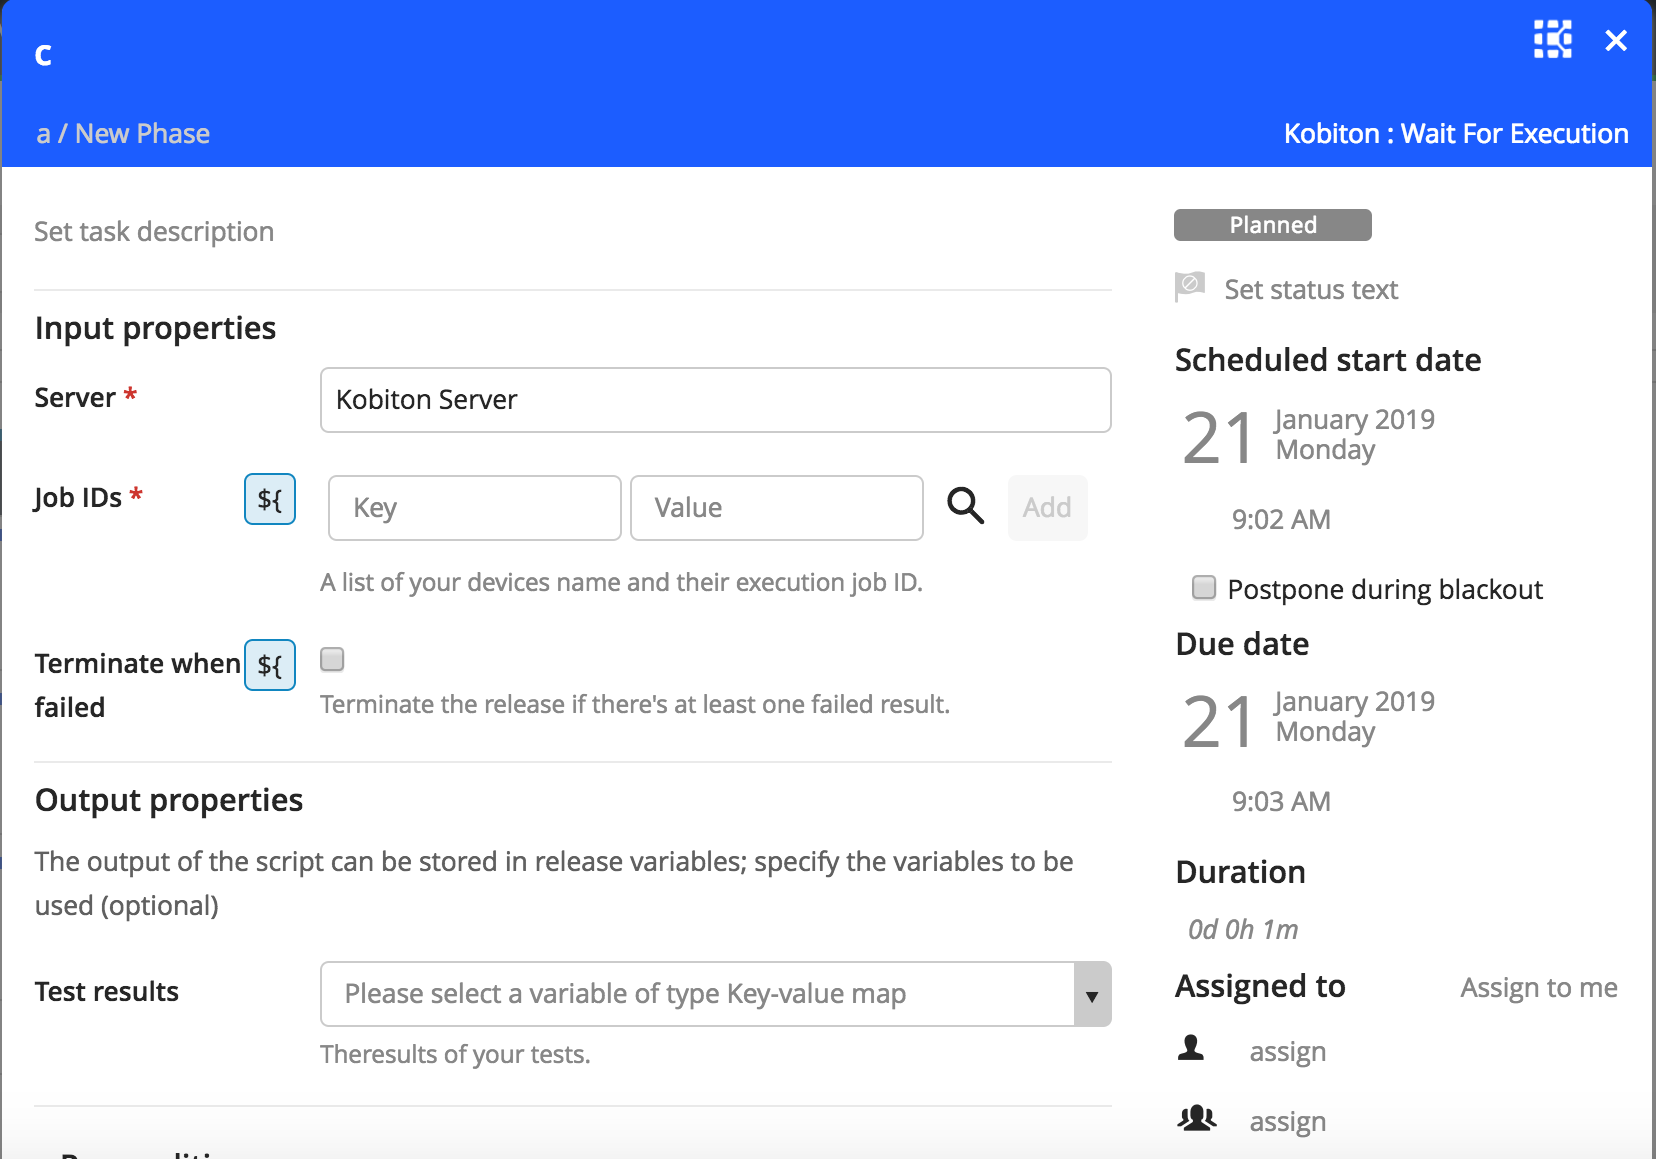 c
a / New Phase
Kobiton : Wait For Execution
Set task description
Input properties
Server *
Kobiton Server
Job IDs *
${
Key
Value
Add
A list of your devices name and their execution job ID.
Terminate when
failed
${
Terminate the release if there's at least one failed result.
Output properties
The output of the script can be stored in release variables; specify the variables to be
used (optional)
Test results
Please select a variable of type Key-value map
Theresults of your tests.
Planned
Set status text
Scheduled start date
21
January 2019
Monday
9:02 AM
Postpone during blackout
Due date
21
January 2019
Monday
9:03 AM
Duration
0d 0h 1m
Assigned to
Assign to me
assign
assign